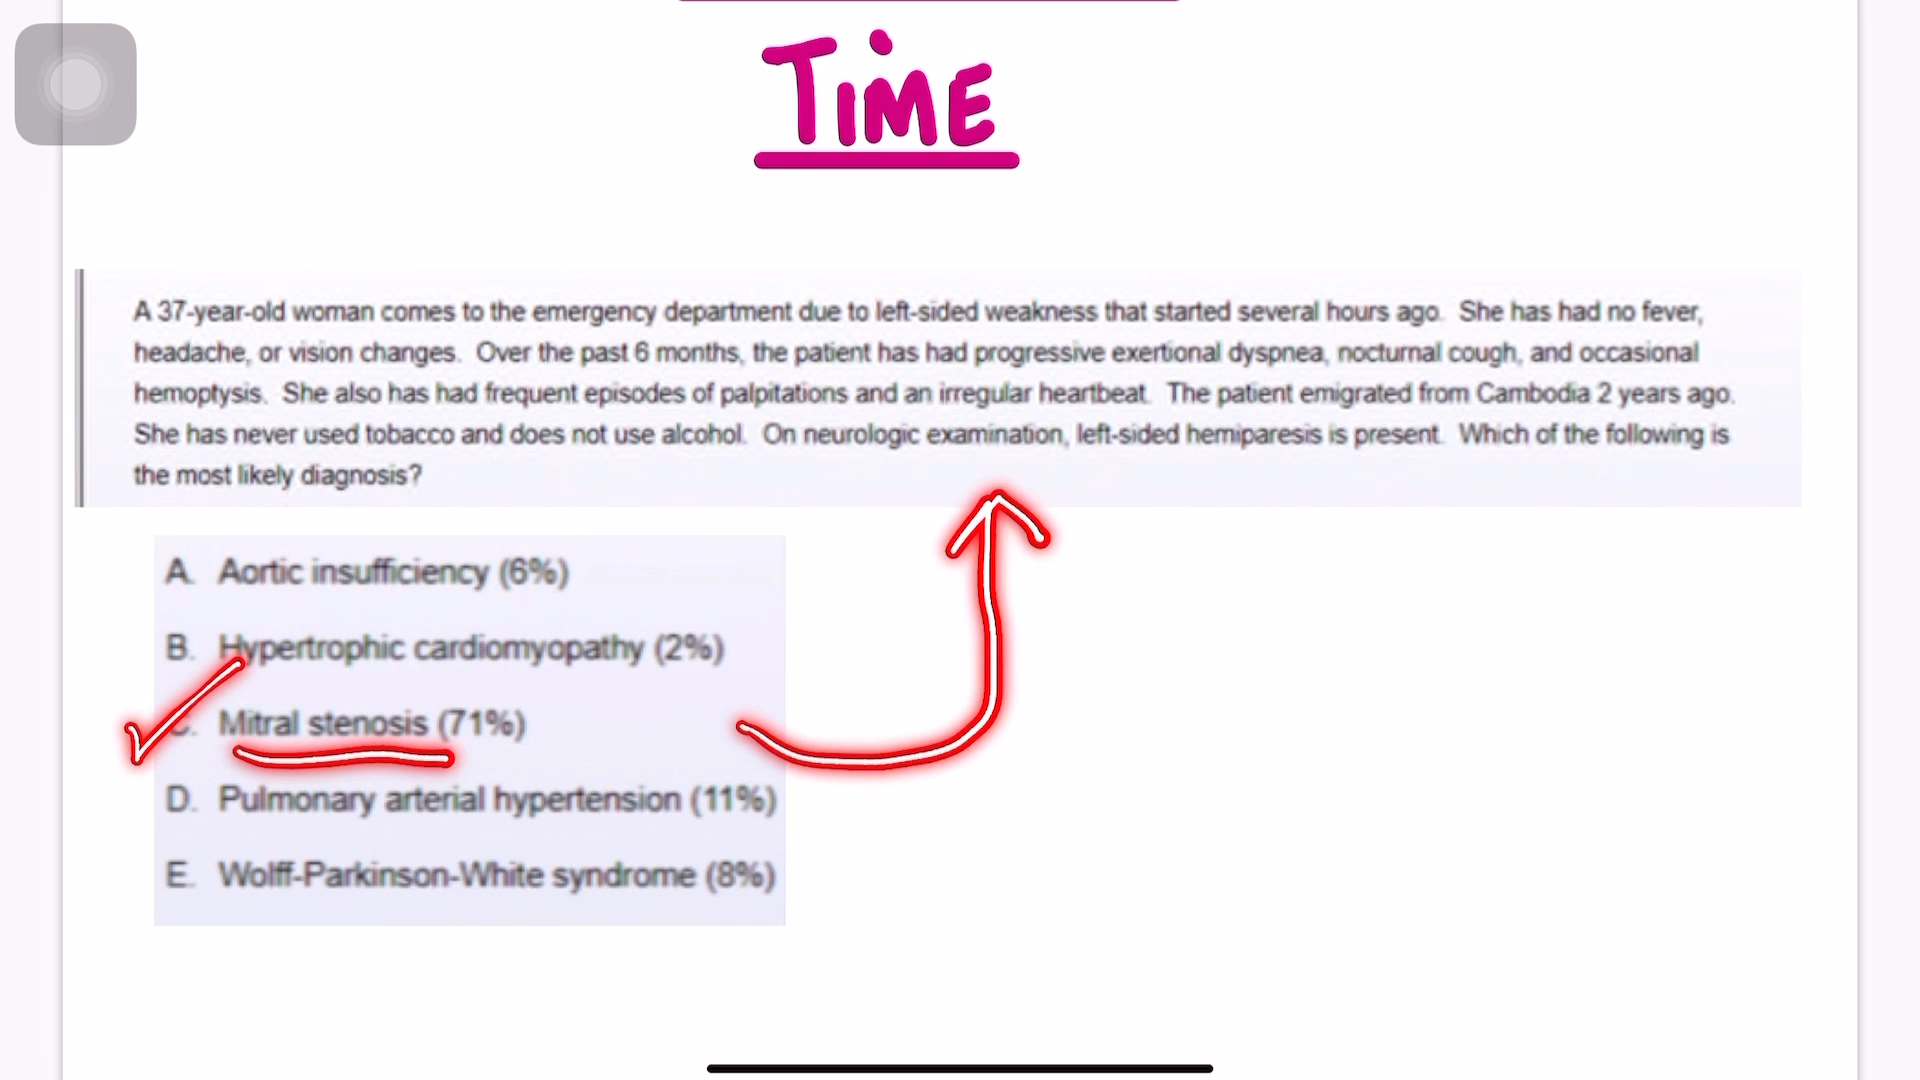 TIME
A 37-year-old woman comes to the emergency department due to left-sided weakness that started several hours ago. She has had no fever,
headache, or vision changes. Over the past 6 months, the patient has had progressive exertional dyspnea, nocturnal cough, and occasional
hemoptysis. She also has had frequent episodes of palpitations and an irregular heartbeat. The patient emigrated from Cambodia 2 years ago.
She has never used tobacco and does not use alcohol. On neurologic examination, left-sided hemiparesis is present. Which of the following is
the most likely diagnosis?
A. Aortic insufficiency (6%)
B. Hypertrophic cardiomyopathy (2%)
C. Mitral stenosis (71%)
D. Pulmonary arterial hypertension (11%)
E. Wolff-Parkinson-White syndrome (8%)